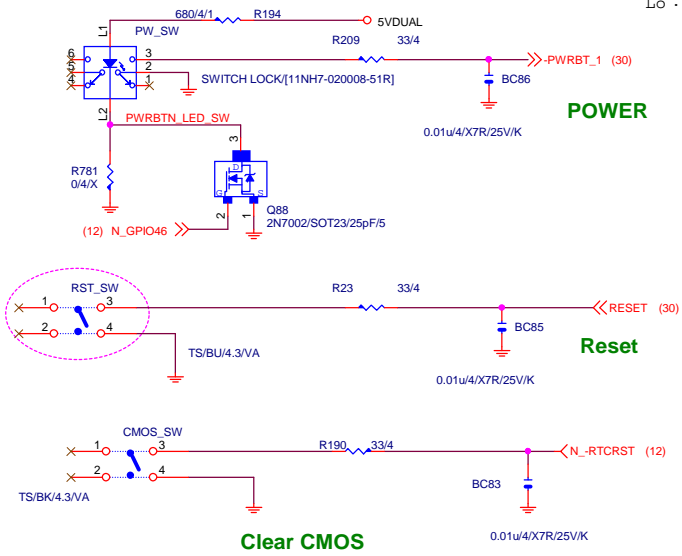 Lo .
680/4/1 R194
5VDUAL
L1
PW_SW
R209 33/4
6 3
5 2
4 1
-PWRBT_1 (30)
SWITCH LOCK/[11NH7-020008-51R]
BC86
POWER
L2
PWRBTN_LED_SW
0.01u/4/X7R/25V/K
3
R781
0/4/X
D
G S
Q88
2N7002/SOT23/25pF/5
2 1
(12) N_GPIO46
RST_SW
1 3
R23 33/4
RESET (30)
2 4
BC85
Reset
TS/BU/4.3/VA
0.01u/4/X7R/25V/K
CMOS_SW
1 3
R190 33/4
N_-RTCRST (12)
2 4
BC83
TS/BK/4.3/VA
0.01u/4/X7R/25V/K
Clear CMOS